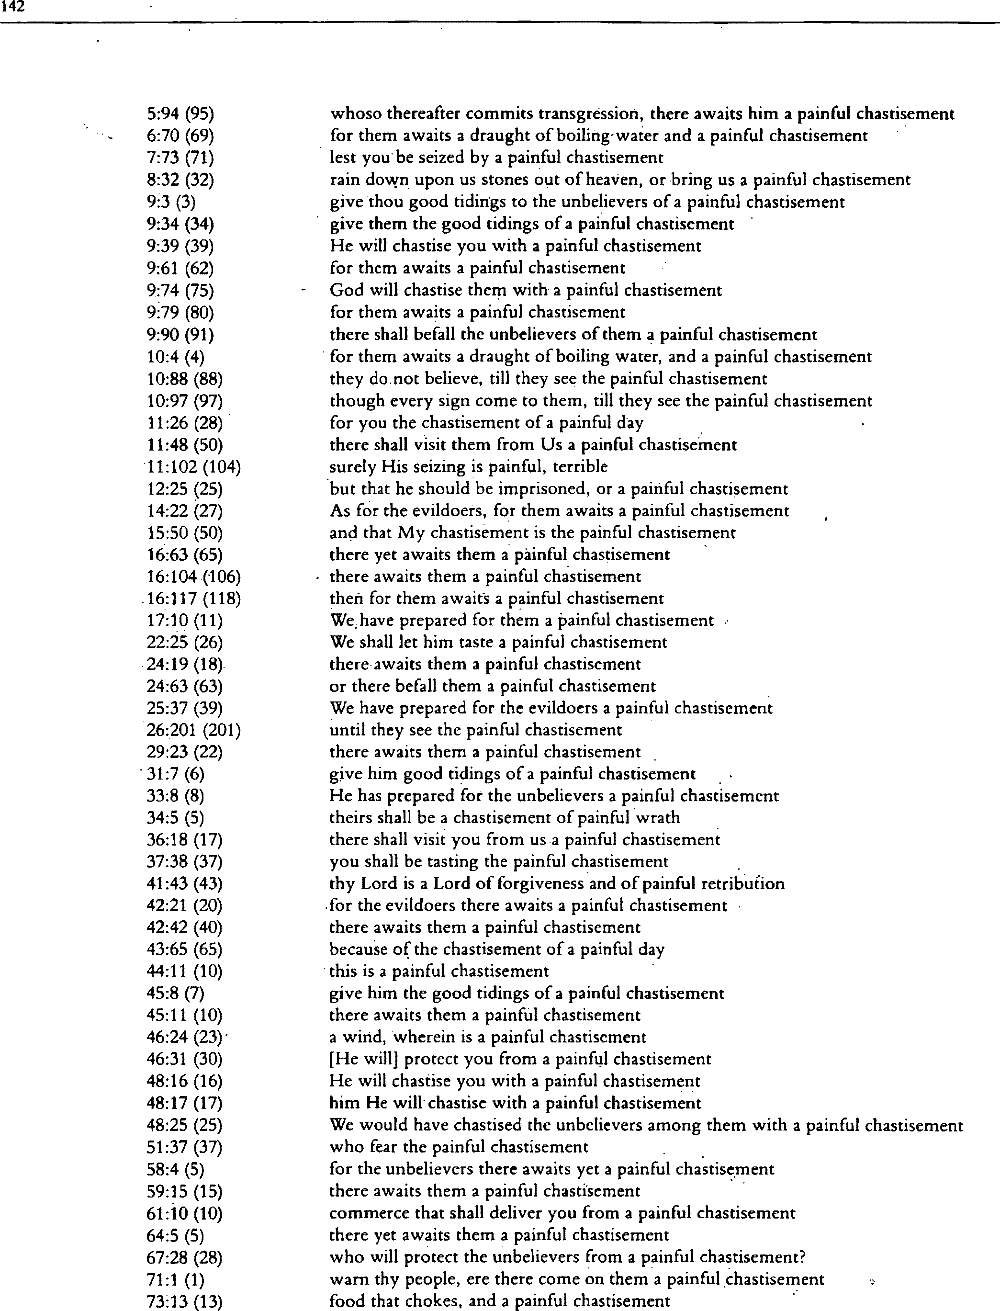 142
5:94 (95) whoso thereafter commits transgression, there awaits him a painful chastisement
6:70 (69) for them awaits a draught of boiling water and a painful chastisement
7:73 (71) lest you be seized by a painful chastisement
8:32 (32) rain down upon us stones out of heaven, or bring us a painful chastisement
9:3 (3) give thou good tidings to the unbelievers of a painful chastisement
9:34 (34) give them the good tidings of a painful chastisement
9:39 (39) He will chastise you with a painful chastisement
9:61 (62) for them awaits a painful chastisement
9:74 (75) God will chastise them with a painful chastisement
9:79 (80) for them awaits a painful chastisement
9:90 (91) there shall befall the unbelievers of them a painful chastisement
10:4 (4) for them awaits a draught of boiling water, and a painful chastisement
10:88 (88) they do not believe, till they see the painful chastisement
10:97 (97) though every sign come to them, till they see the painful chastisement
11:26 (28) for you the chastisement of a painful day
11:48 (50) there shall visit them from Us a painful chastisement
11:102 (104) surely His seizing is painful, terrible
12:25 (25) but that he should be imprisoned, or a painful chastisement
14:22 (27) As for the evildoers, for them awaits a painful chastisement
15:50 (50) and that My chastisement is the painful chastisement
16:63 (65) there yet awaits them a painful chastisement
16:104 (106) there awaits them a painful chastisement
16:117 (118) then for them awaits a painful chastisement
17:10 (11) We have prepared for them a painful chastisement
22:25 (26) We shall let him taste a painful chastisement
24:19 (18) there awaits them a painful chastisement
24:63 (63) or there befall them a painful chastisement
25:37 (39) We have prepared for the evildoers a painful chastisement
26:201 (201) until they see the painful chastisement
29:23 (22) there awaits them a painful chastisement
31:7 (6) give him good tidings of a painful chastisement
33:8 (8) He has prepared for the unbelievers a painful chastisement
34:5 (5) theirs shall be a chastisement of painful wrath
36:18 (17) there shall visit you from us a painful chastisement
37:38 (37) you shall be tasting the painful chastisement
41:43 (43) thy Lord is a Lord of forgiveness and of painful retribution
42:21 (20) for the evildoers there awaits a painful chastisement
42:42 (40) there awaits them a painful chastisement
43:65 (65) because of the chastisement of a painful day
44:11 (10) this is a painful chastisement
45:8 (7) give him the good tidings of a painful chastisement
45:11 (10) there awaits them a painful chastisement
46:24 (23) a wind, wherein is a painful chastisement
46:31 (30) [He will] protect you from a painful chastisement
48:16 (16) He will chastise you with a painful chastisement
48:17 (17) him He will chastise with a painful chastisement
48:25 (25) We would have chastised the unbelievers among them with a painful chastisement
51:37 (37) who fear the painful chastisement
58:4 (5) for the unbelievers there awaits yet a painful chastisement
59:15 (15) there awaits them a painful chastisement
61:10 (10) commerce that shall deliver you from a painful chastisement
64:5 (5) there yet awaits them a painful chastisement
67:28 (28) who will protect the unbelievers from a painful chastisement?
71:1 (1) warn thy people, ere there come on them a painful chastisement
73:13 (13) food that chokes, and a painful chastisement